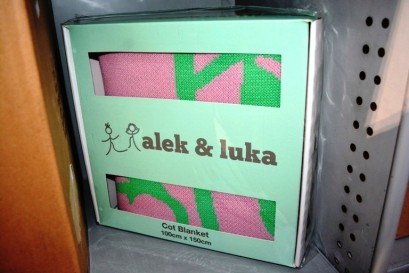 alek & luka
Cot Blanket
100cm x 150cm